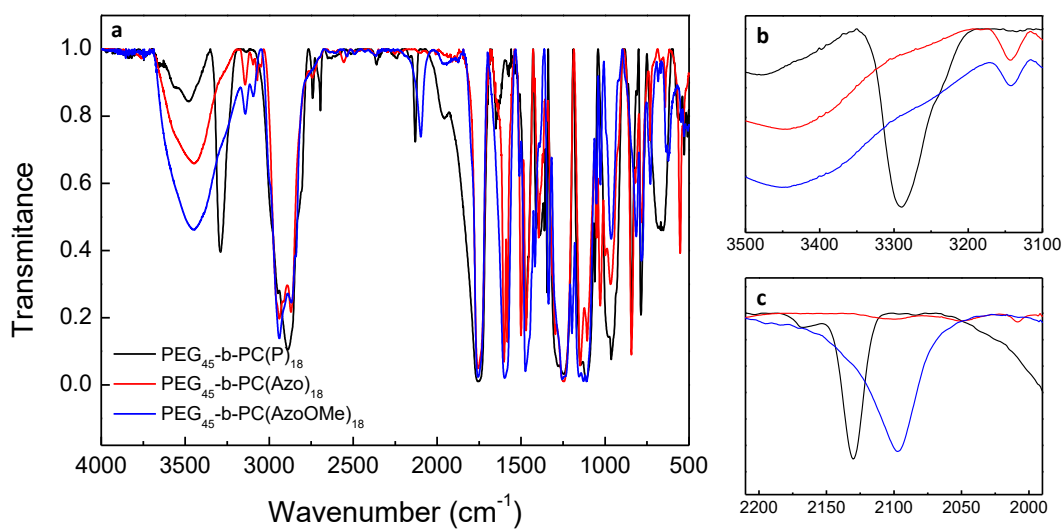 a
Transmitance
1.0
0.8
0.6
0.4
0.2
0.0
PEG45-b-PC(P)18
PEG45-b-PC(Azo)18
PEG45-b-PC(AzoOMe)18
4000 3500 3000 2500 2000 1500 1000 500
Wavenumber (cm-1)
b
3500 3400 3300 3200 3100
c
2200 2150 2100 2050 2000